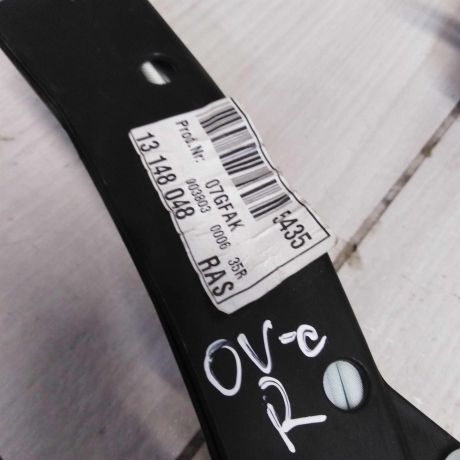 Prod.Nr: 07GFAK 5435
003803 0006 35R
13 148 048 RAS
OV-C
R